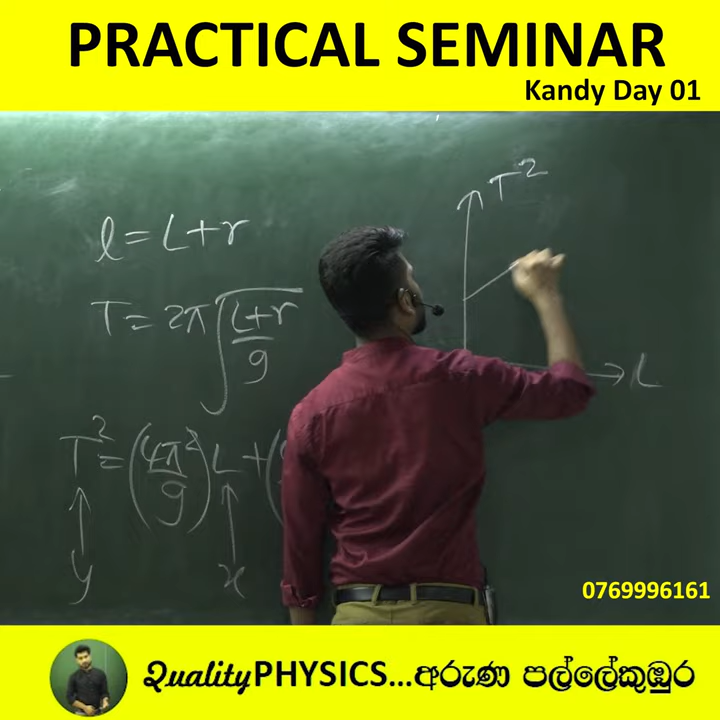 PRACTICAL SEMINAR
Kandy Day 01
T²
l = L+r
T = 2π√(L+r/g)
L
T² = (4π²/g)L + (
y
x
0769996161
QualityPHYSICS...අරුණ පල්ලේකුඹුර